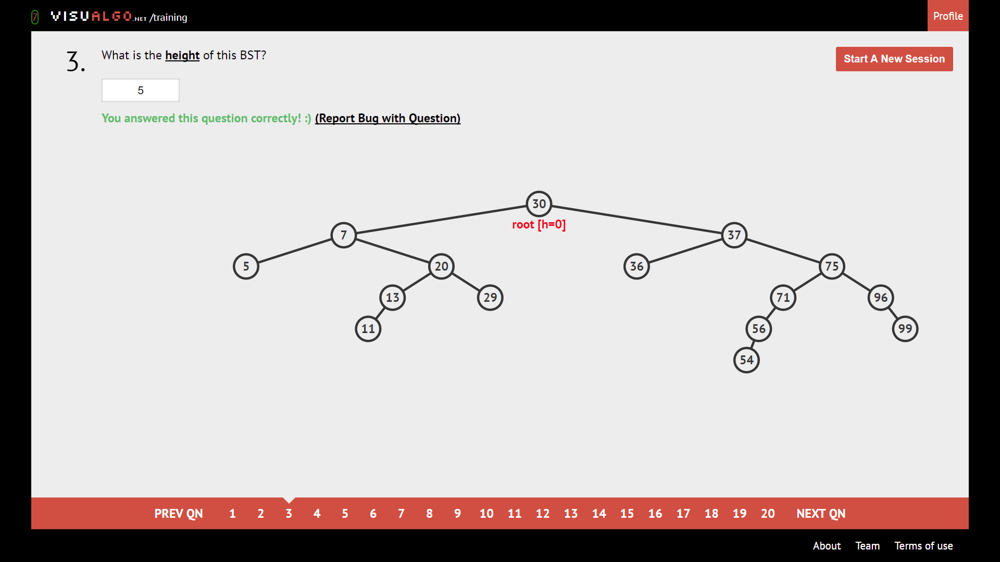 7 VISUALGO.NET /training
Profile
3. What is the height of this BST?
Start A New Session
5
You answered this question correctly! :) (Report Bug with Question)
30
root [h=0]
7 37
5 20 36 75
13 29 71 96
11 56 99
54
PREV QN 1 2 3 4 5 6 7 8 9 10 11 12 13 14 15 16 17 18 19 20 NEXT QN
About Team Terms of use